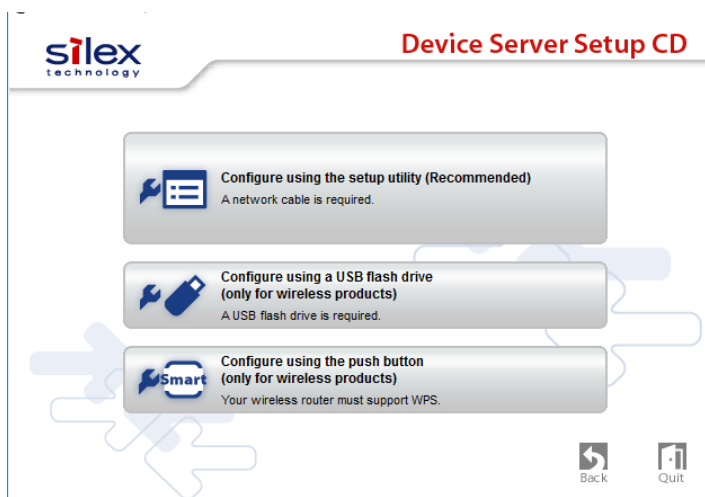 silex
technology
Device Server Setup CD
Configure using the setup utility (Recommended)
A network cable is required.
Configure using a USB flash drive
(only for wireless products)
A USB flash drive is required.
Smart
Configure using the push button
(only for wireless products)
Your wireless router must support WPS.
Back
Quit